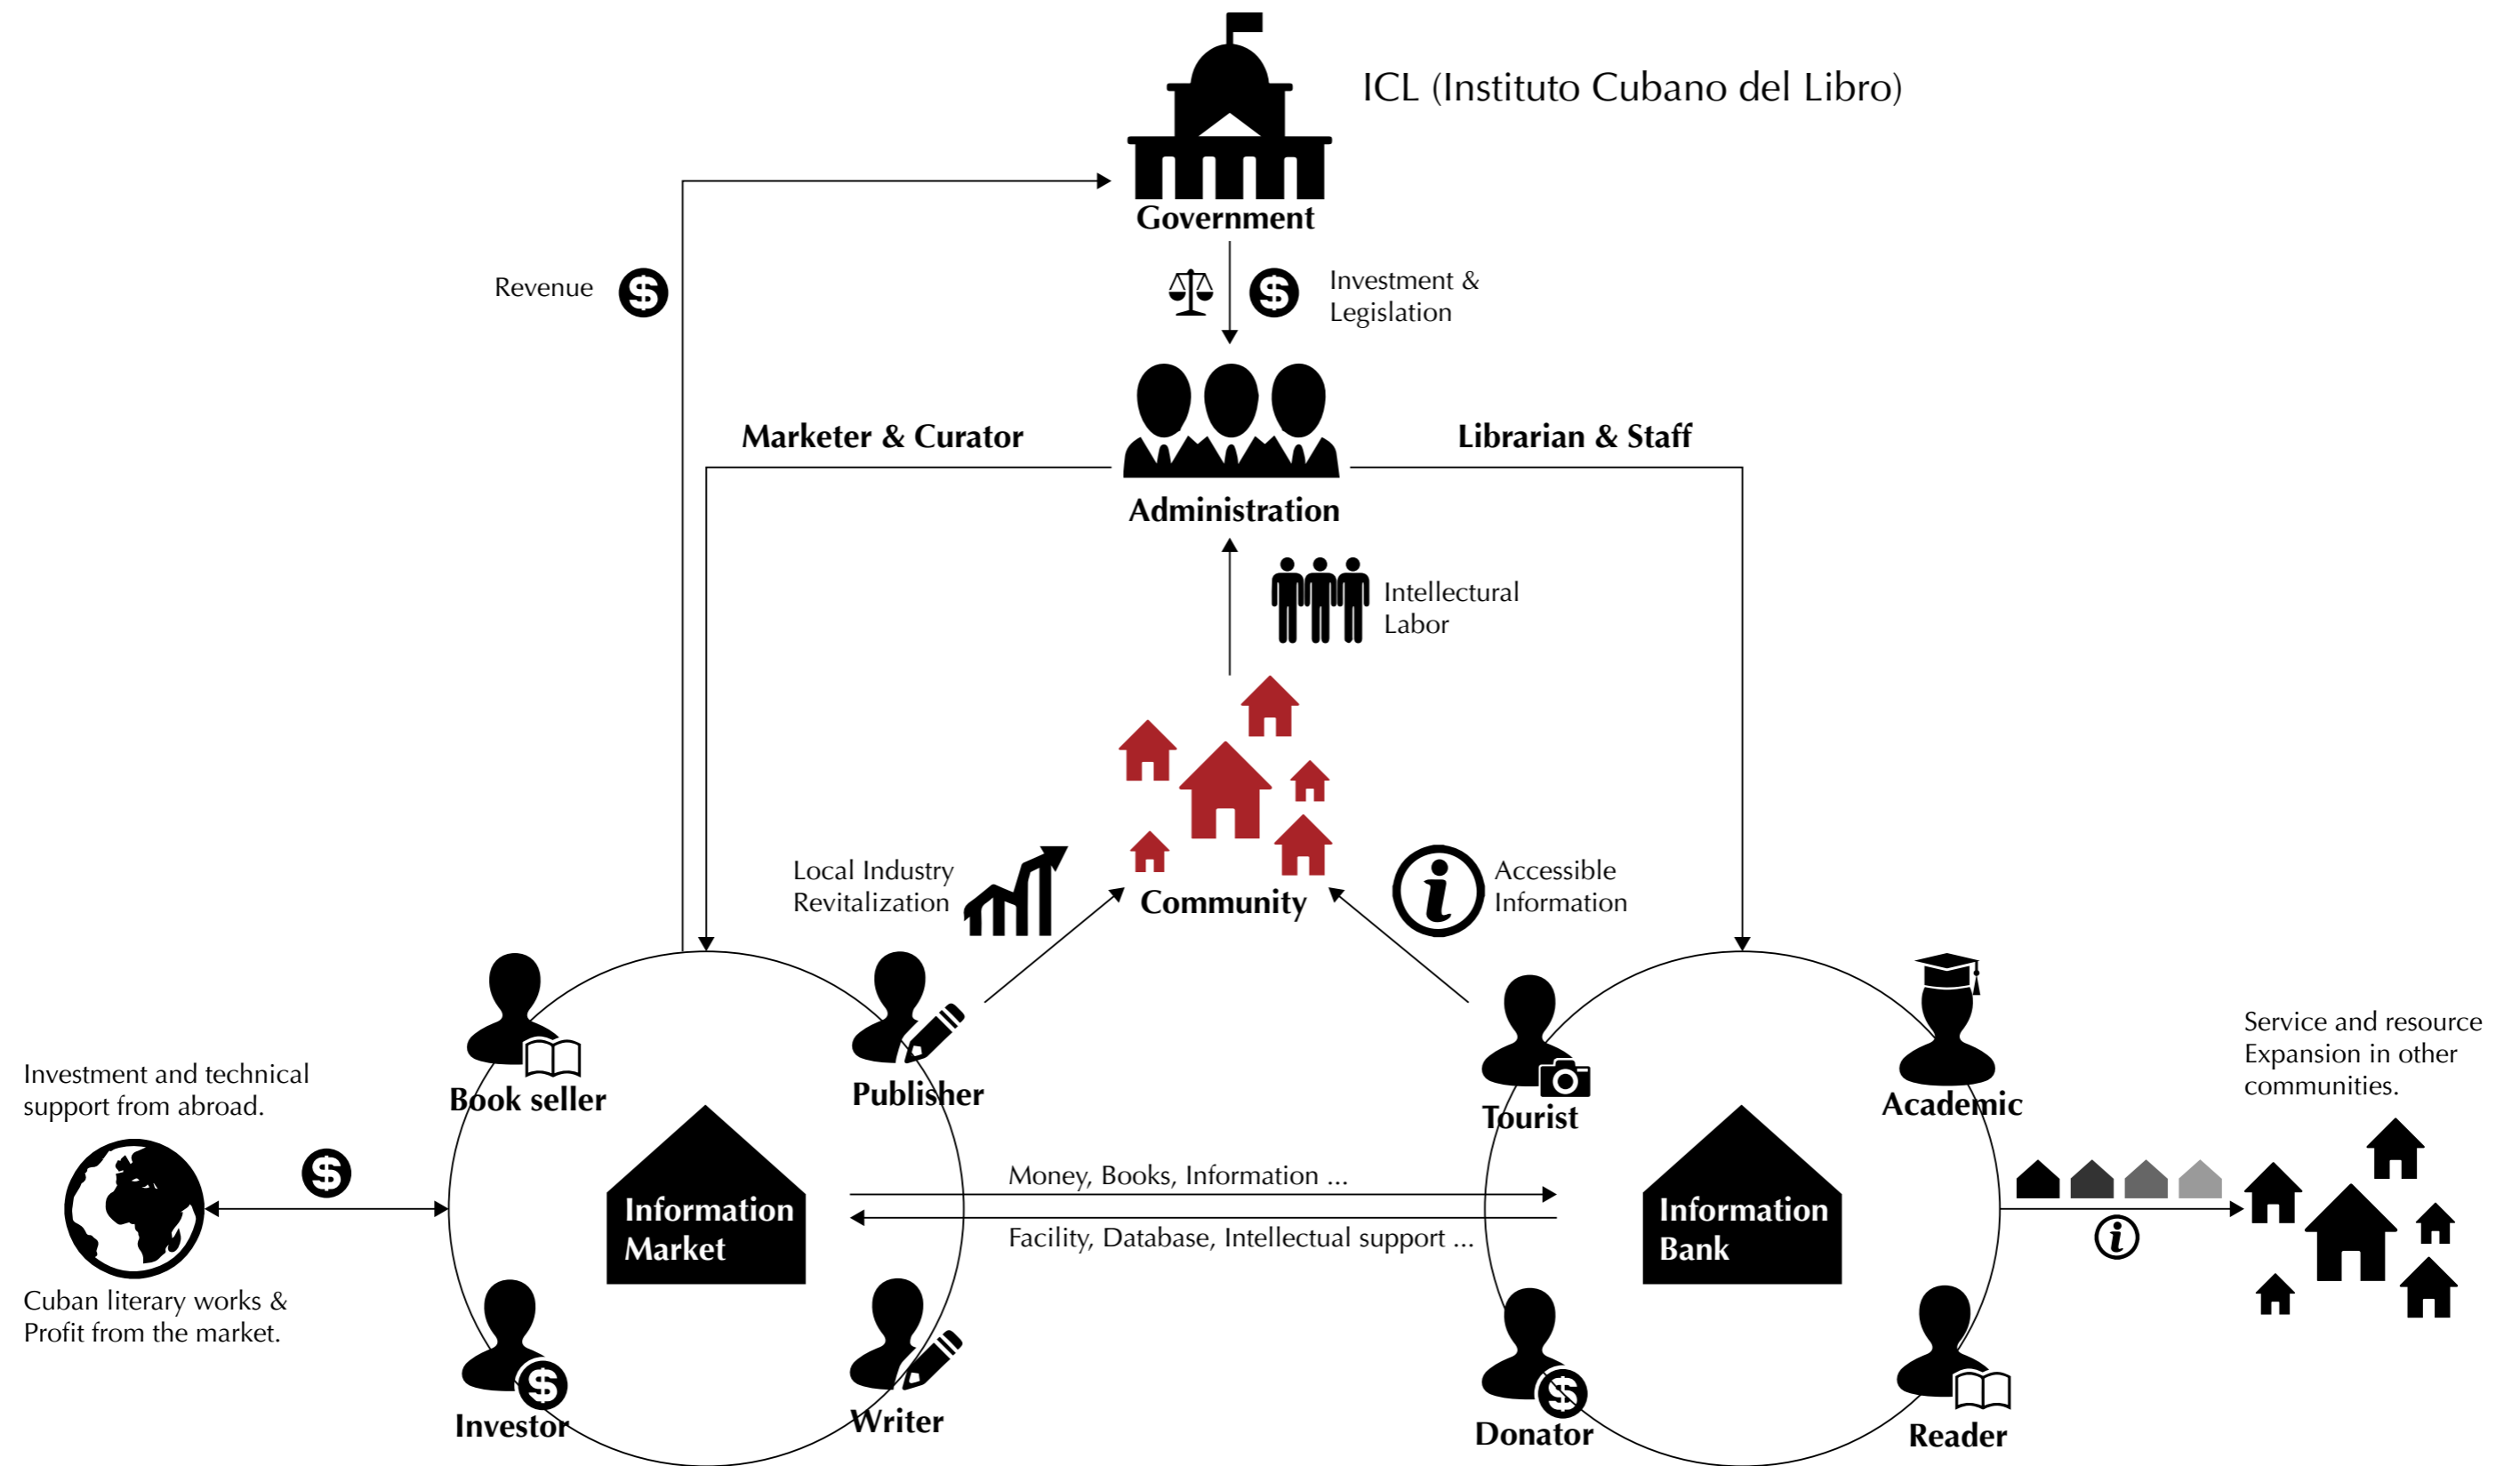 ICL (Instituto Cubano del Libro)
Government
Revenue
Investment &
Legislation
Marketer & Curator
Librarian & Staff
Administration
Intellectural
Labor
Local Industry
Revitalization
Accessible
Information
Community
Book seller
Publisher
Tourist
Academic
Service and resource
Expansion in other
communities.
Investment and technical
support from abroad.
Money, Books, Information ...
Information
Market
Facility, Database, Intellectual support ...
Information
Bank
Cuban literary works &
Profit from the market.
Investor
Writer
Donator
Reader